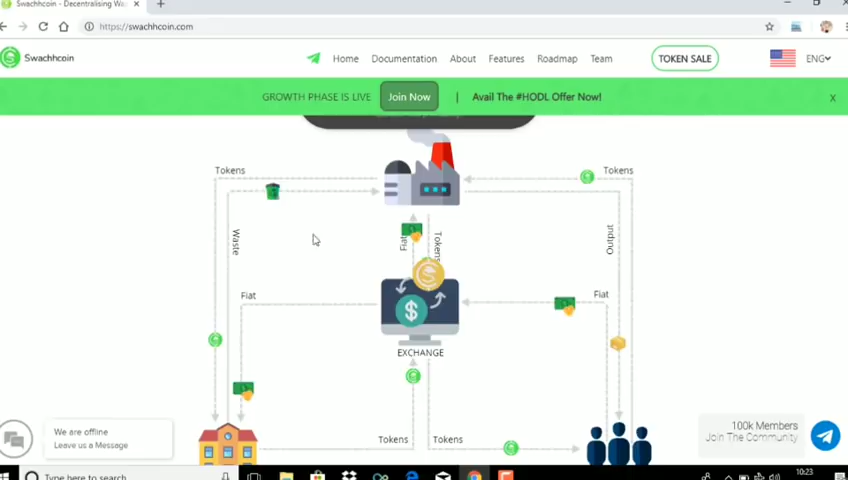 Swachhcoin - Decentralising Wa
https://swachhcoin.com
Swachhcoin
Home
Documentation
About
Features
Roadmap
Team
TOKEN SALE
ENG
GROWTH PHASE IS LIVE
Join Now
|
Avail The #HODL Offer Now!
X
Tokens
Tokens
Waste
Fiat
Tokens
Output
Fiat
Fiat
$
EXCHANGE
Tokens
Tokens
We are offline
Leave us a Message
100k Members
Join The Community
Type here to search
10:23